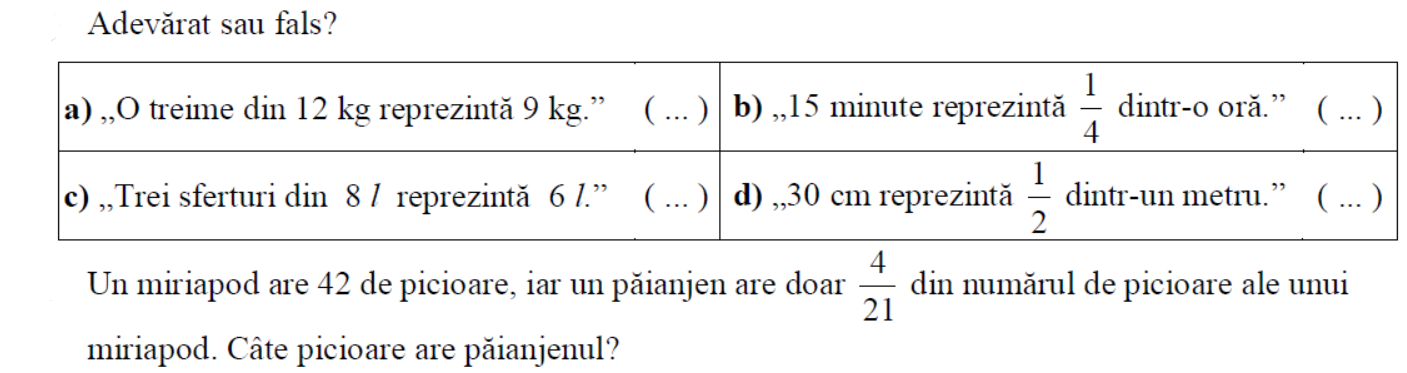 Adevărat sau fals?
a) „O treime din 12 kg reprezintă 9 kg.” ( ... ) b) „15 minute reprezintă 1/4 dintr-o oră.” ( ... )
c) „Trei sferturi din 8 l reprezintă 6 l.” ( ... ) d) „30 cm reprezintă 1/2 dintr-un metru.” ( ... )
Un miriapod are 42 de picioare, iar un păianjen are doar 4/21 din numărul de picioare ale unui
miriapod. Câte picioare are păianjenul?